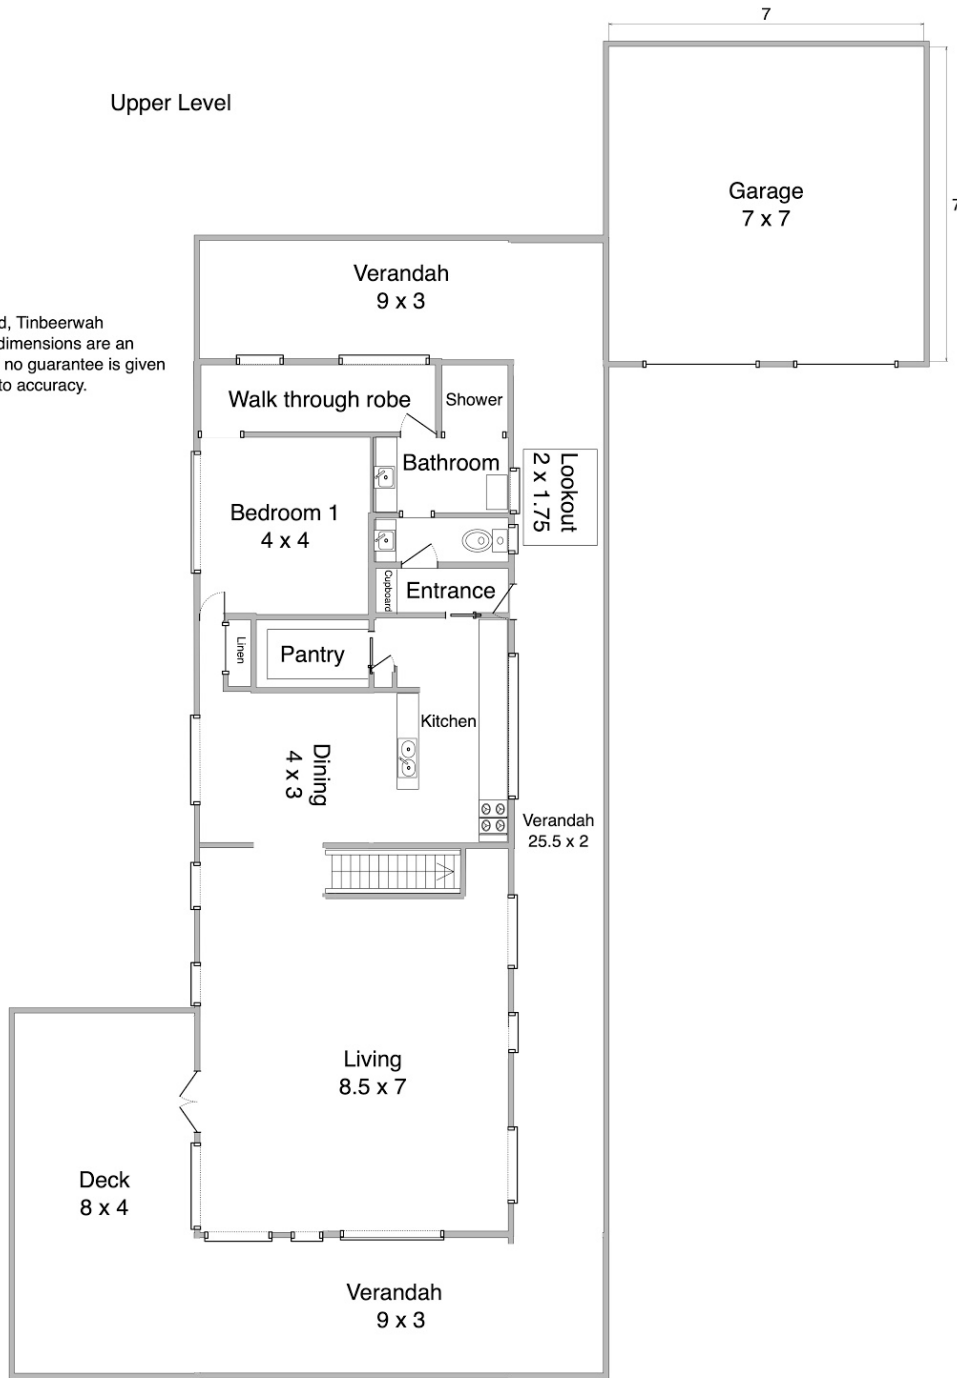 7
Upper Level
Garage
7 x 7
7
Verandah
9 x 3
d, Tinbeerwah
dimensions are an
no guarantee is given
to accuracy.
Walk through robe
Shower
Bathroom
Lookout
2 x 1.75
Bedroom 1
4 x 4
Cupboard
Entrance
Linen
Pantry
Kitchen
Dining
4 x 3
Verandah
25.5 x 2
Living
8.5 x 7
Deck
8 x 4
Verandah
9 x 3